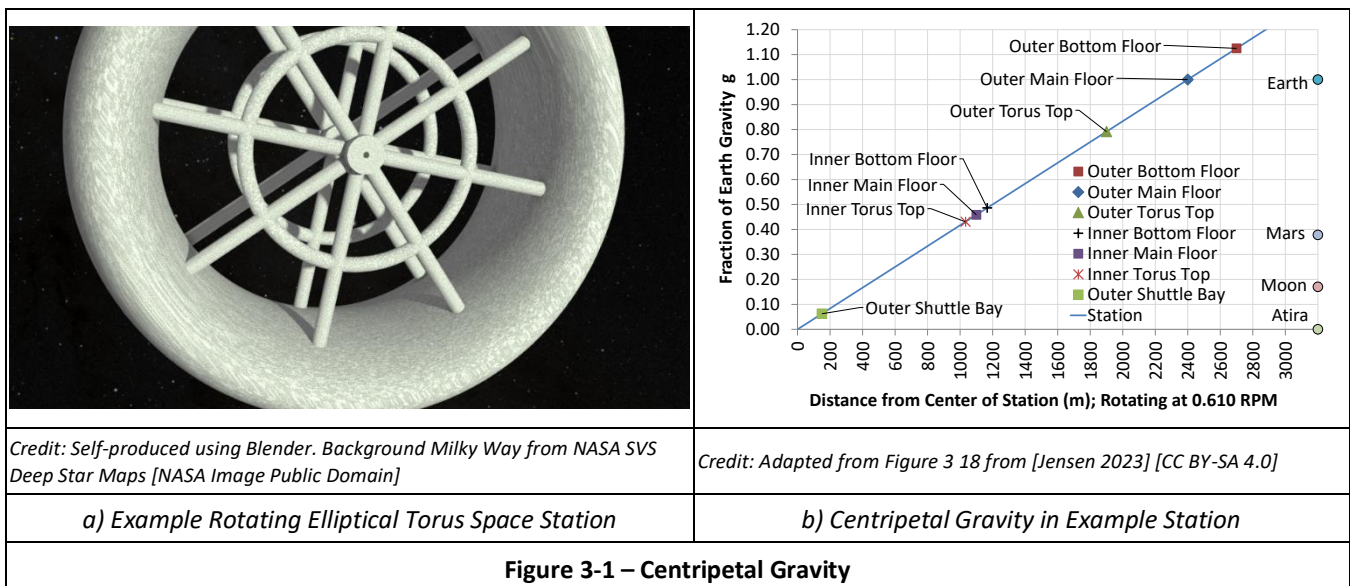 1.20
1.10
1.00
0.90
0.80
0.70
0.60
0.50
0.40
0.30
0.20
0.10
0.00
Fraction of Earth Gravity g
Outer Bottom Floor
Outer Main Floor
Earth
Outer Torus Top
Inner Bottom Floor
Inner Main Floor
Inner Torus Top
Outer Bottom Floor
Outer Main Floor
Outer Torus Top
Inner Bottom Floor
Inner Main Floor
Inner Torus Top
Outer Shuttle Bay
Station
Mars
Moon
Atira
Outer Shuttle Bay
0
200
400
600
800
1000
1200
1400
1600
1800
2000
2200
2400
2600
2800
3000
Distance from Center of Station (m); Rotating at 0.610 RPM
Credit: Self-produced using Blender. Background Milky Way from NASA SVS
Deep Star Maps [NASA Image Public Domain]
Credit: Adapted from Figure 3 18 from [Jensen 2023] [CC BY-SA 4.0]
a) Example Rotating Elliptical Torus Space Station
b) Centripetal Gravity in Example Station
Figure 3-1 – Centripetal Gravity